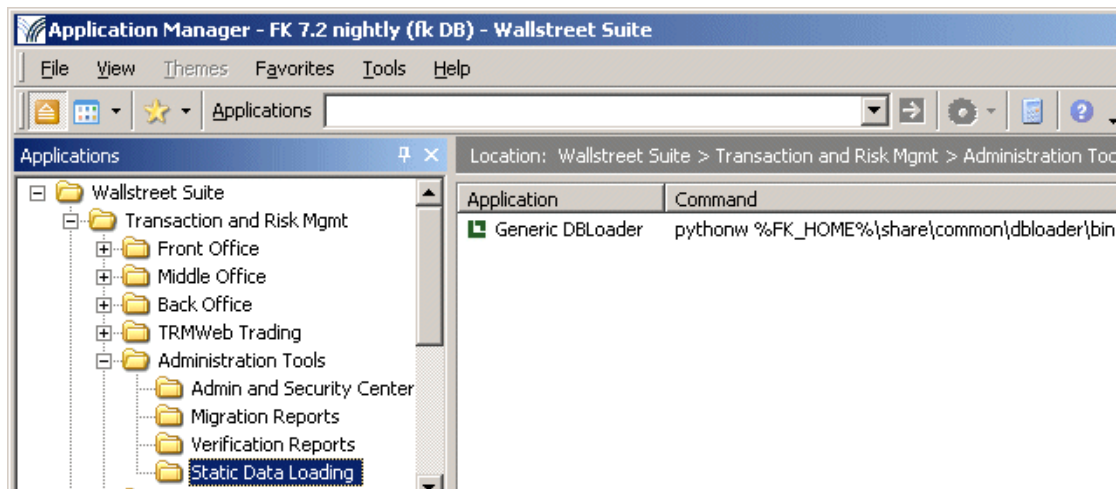 Application Manager - FK 7.2 nightly (fk DB) - Wallstreet Suite
File View Themes Favorites Tools Help
Applications
Applications
Location: Wallstreet Suite > Transaction and Risk Mgmt > Administration Too
Wallstreet Suite
Application Command
Transaction and Risk Mgmt
Generic DBLoader pythonw %FK_HOME%\share\common\dbloader\bin
Front Office
Middle Office
Back Office
TRMWeb Trading
Administration Tools
Admin and Security Center
Migration Reports
Verification Reports
Static Data Loading